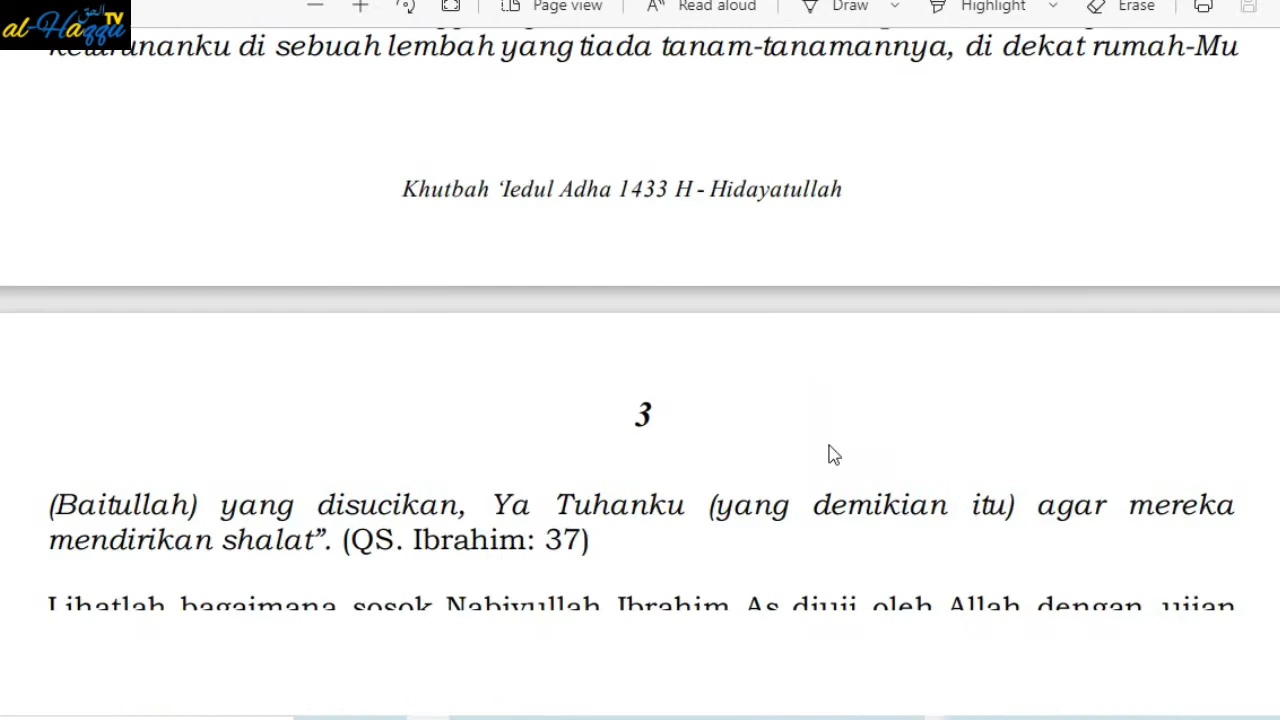 al-Haqqu TV
الحق
Page view
Read aloud
Draw
Highlight
Erase
di sebuah lembah yang tiada tanam-tanamannya, di dekat rumah-Mu
Khutbah ‘Iedul Adha 1433 H - Hidayatullah
3
(Baitullah) yang disucikan, Ya Tuhanku (yang demikian itu) agar mereka
mendirikan shalat”. (QS. Ibrahim: 37)
Lihatlah bagaimana sosok Nabiyullah Ibrahim As diuji oleh Allah dengan ujian